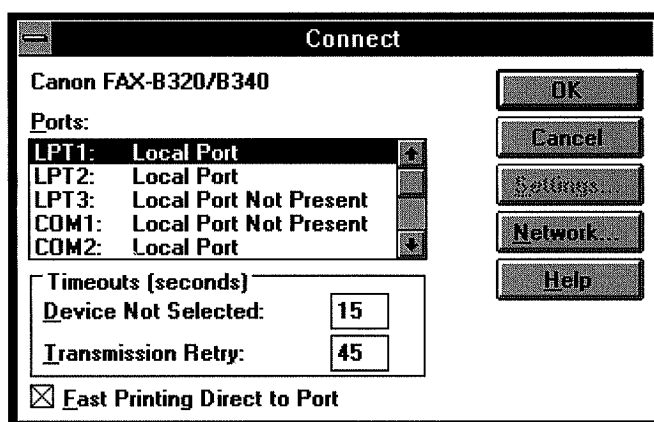 Connect
Canon FAX-B320/B340
Ports:
LPT1: Local Port
LPT2: Local Port
LPT3: Local Port Not Present
COM1: Local Port Not Present
COM2: Local Port
Timeouts (seconds)
Device Not Selected: 15
Transmission Retry: 45
Fast Printing Direct to Port
OK
Cancel
Settings...
Network...
Help